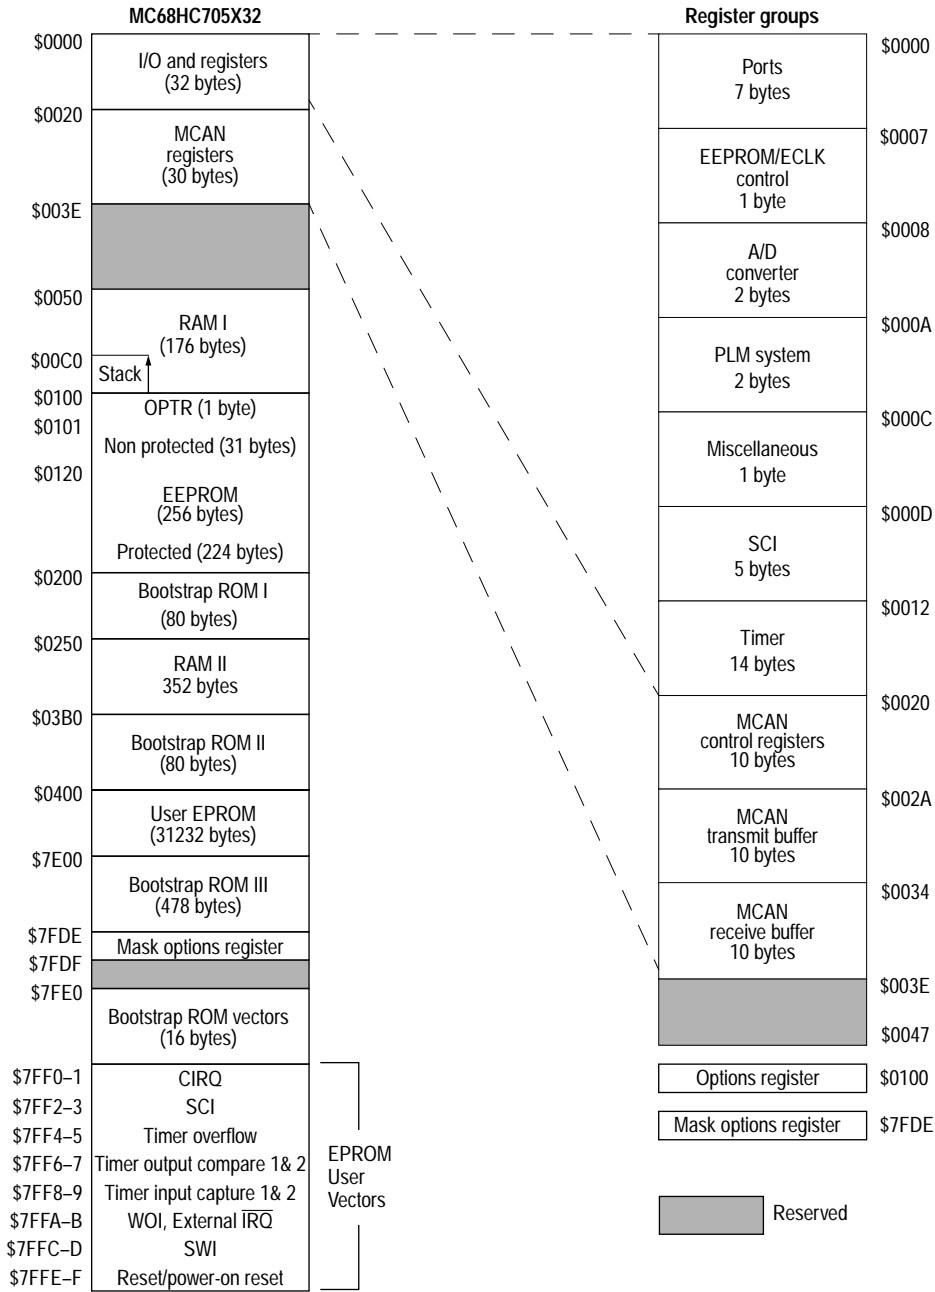 MC68HC705X32
$0000
I/O and registers
(32 bytes)
$0020
MCAN
registers
(30 bytes)
$003E
$0050
RAM I
(176 bytes)
$00C0
Stack
$0100
OPTR (1 byte)
$0101
Non protected (31 bytes)
$0120
EEPROM
(256 bytes)
Protected (224 bytes)
$0200
Bootstrap ROM I
(80 bytes)
$0250
RAM II
352 bytes
$03B0
Bootstrap ROM II
(80 bytes)
$0400
User EPROM
(31232 bytes)
$7E00
Bootstrap ROM III
(478 bytes)
$7FDE
Mask options register
$7FDF
$7FE0
Bootstrap ROM vectors
(16 bytes)
$7FF0–1 CIRQ
$7FF2–3 SCI
$7FF4–5 Timer overflow
$7FF6–7 Timer output compare 1& 2
$7FF8–9 Timer input capture 1& 2
$7FFA–B WOI, External IRQ
$7FFC–D SWI
$7FFE–F Reset/power-on reset
EPROM
User
Vectors
Register groups
$0000
Ports
7 bytes
$0007
EEPROM/ECLK
control
1 byte
$0008
A/D
converter
2 bytes
$000A
PLM system
2 bytes
$000C
Miscellaneous
1 byte
$000D
SCI
5 bytes
$0012
Timer
14 bytes
$0020
MCAN
control registers
10 bytes
$002A
MCAN
transmit buffer
10 bytes
$0034
MCAN
receive buffer
10 bytes
$003E
$0047
Options register $0100
Mask options register $7FDE
Reserved